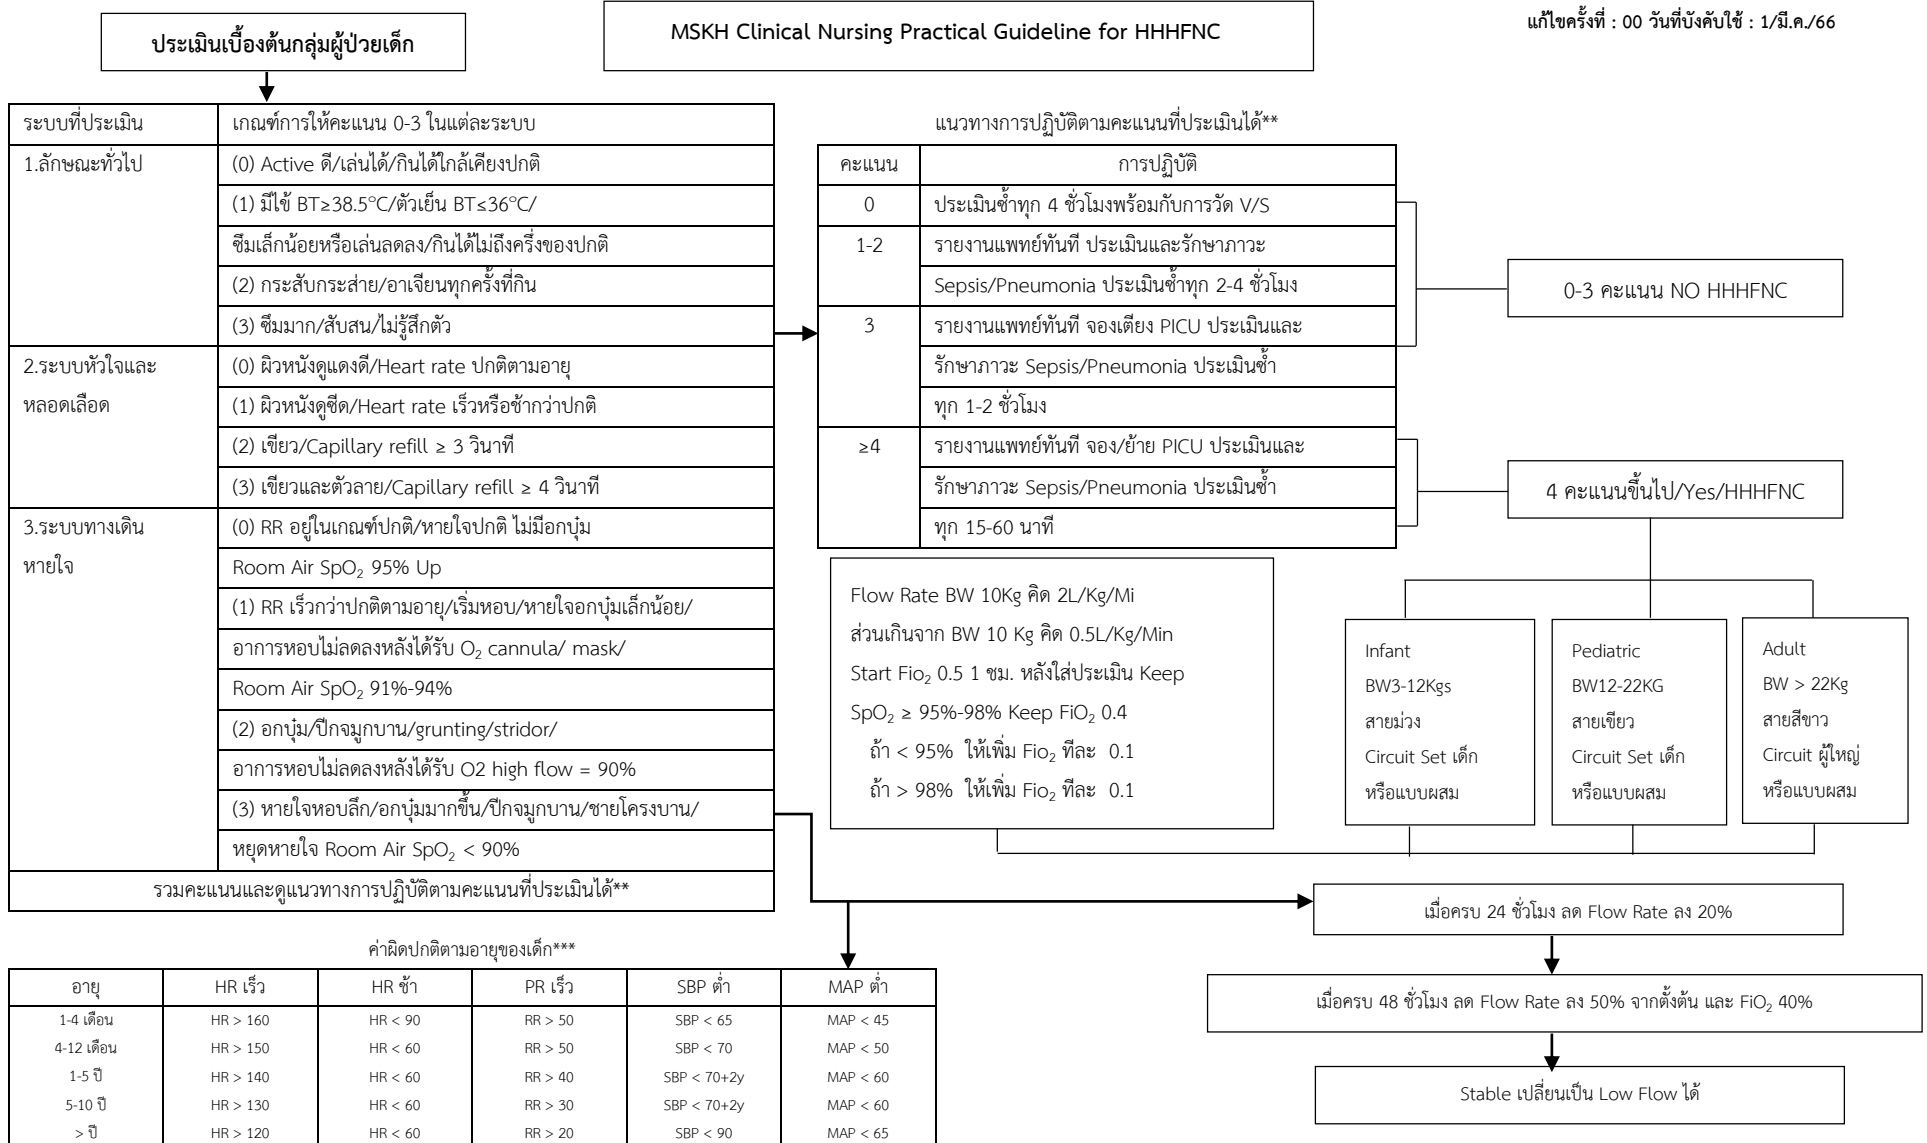 ประเมินเบื้องต้นกลุ่มผู้ป่วยเด็ก
MSKH Clinical Nursing Practical Guideline for HHHFNC
แก้ไขครั้งที่ : 00 วันที่บังคับใช้ : 1/มี.ค./66
ระบบที่ประเมิน
เกณฑ์การให้คะแนน 0-3 ในแต่ละระบบ
1.ลักษณะทั่วไป
(0) Active ดี/เล่นได้/กินได้ใกล้เคียงปกติ
(1) มีไข้ BT≥38.5°C/ตัวเย็น BT≤36°C/
ซึมเล็กน้อยหรือเล่นลดลง/กินได้ไม่ถึงครึ่งของปกติ
(2) กระสับกระส่าย/อาเจียนทุกครั้งที่กิน
(3) ซึมมาก/สับสน/ไม่รู้สึกตัว
2.ระบบหัวใจและ
หลอดเลือด
(0) ผิวหนังดูแดงดี/Heart rate ปกติตามอายุ
(1) ผิวหนังดูซีด/Heart rate เร็วหรือช้ากว่าปกติ
(2) เขียว/Capillary refill ≥ 3 วินาที
(3) เขียวและตัวลาย/Capillary refill ≥ 4 วินาที
3.ระบบทางเดิน
หายใจ
(0) RR อยู่ในเกณฑ์ปกติ/หายใจปกติ ไม่มีอกบุ๋ม
Room Air SpO₂ 95% Up
(1) RR เร็วกว่าปกติตามอายุ/เริ่มหอบ/หายใจอกบุ๋มเล็กน้อย/
อาการหอบไม่ลดลงหลังได้รับ O₂ cannula/ mask/
Room Air SpO₂ 91%-94%
(2) อกบุ๋ม/ปีกจมูกบาน/grunting/stridor/
อาการหอบไม่ลดลงหลังได้รับ O2 high flow = 90%
(3) หายใจหอบลึก/อกบุ๋มมากขึ้น/ปีกจมูกบาน/ชายโครงบาน/
หยุดหายใจ Room Air SpO₂ < 90%
รวมคะแนนและดูแนวทางการปฏิบัติตามคะแนนที่ประเมินได้**
แนวทางการปฏิบัติตามคะแนนที่ประเมินได้**
คะแนน การปฏิบัติ
0 ประเมินซ้ำทุก 4 ชั่วโมงพร้อมกับการวัด V/S
1-2 รายงานแพทย์ทันที ประเมินและรักษาภาวะ
Sepsis/Pneumonia ประเมินซ้ำทุก 2-4 ชั่วโมง
3 รายงานแพทย์ทันที จองเตียง PICU ประเมินและ
รักษาภาวะ Sepsis/Pneumonia ประเมินซ้ำ
ทุก 1-2 ชั่วโมง
≥4 รายงานแพทย์ทันที จอง/ย้าย PICU ประเมินและ
รักษาภาวะ Sepsis/Pneumonia ประเมินซ้ำ
ทุก 15-60 นาที
0-3 คะแนน NO HHHFNC
4 คะแนนขึ้นไป/Yes/HHHFNC
Flow Rate BW 10Kg คิด 2L/Kg/Mi
ส่วนเกินจาก BW 10 Kg คิด 0.5L/Kg/Min
Start Fio₂ 0.5 1 ชม. หลังใส่ประเมิน Keep
SpO₂ ≥ 95%-98% Keep FiO₂ 0.4
ถ้า < 95% ให้เพิ่ม Fio₂ ทีละ 0.1
ถ้า > 98% ให้เพิ่ม Fio₂ ทีละ 0.1
Infant
BW3-12Kgs
สายม่วง
Circuit Set เด็ก
หรือแบบผสม
Pediatric
BW12-22KG
สายเขียว
Circuit Set เด็ก
หรือแบบผสม
Adult
BW > 22Kg
สายสีขาว
Circuit ผู้ใหญ่
หรือแบบผสม
เมื่อครบ 24 ชั่วโมง ลด Flow Rate ลง 20%
เมื่อครบ 48 ชั่วโมง ลด Flow Rate ลง 50% จากตั้งต้น และ FiO₂ 40%
Stable เปลี่ยนเป็น Low Flow ได้
ค่าผิดปกติตามอายุของเด็ก***
อายุ HR เร็ว HR ช้า PR เร็ว SBP ต่ำ MAP ต่ำ
1-4 เดือน HR > 160 HR < 90 RR > 50 SBP < 65 MAP < 45
4-12 เดือน HR > 150 HR < 60 RR > 50 SBP < 70 MAP < 50
1-5 ปี HR > 140 HR < 60 RR > 40 SBP < 70+2y MAP < 60
5-10 ปี HR > 130 HR < 60 RR > 30 SBP < 70+2y MAP < 60
> ปี HR > 120 HR < 60 RR > 20 SBP < 90 MAP < 65